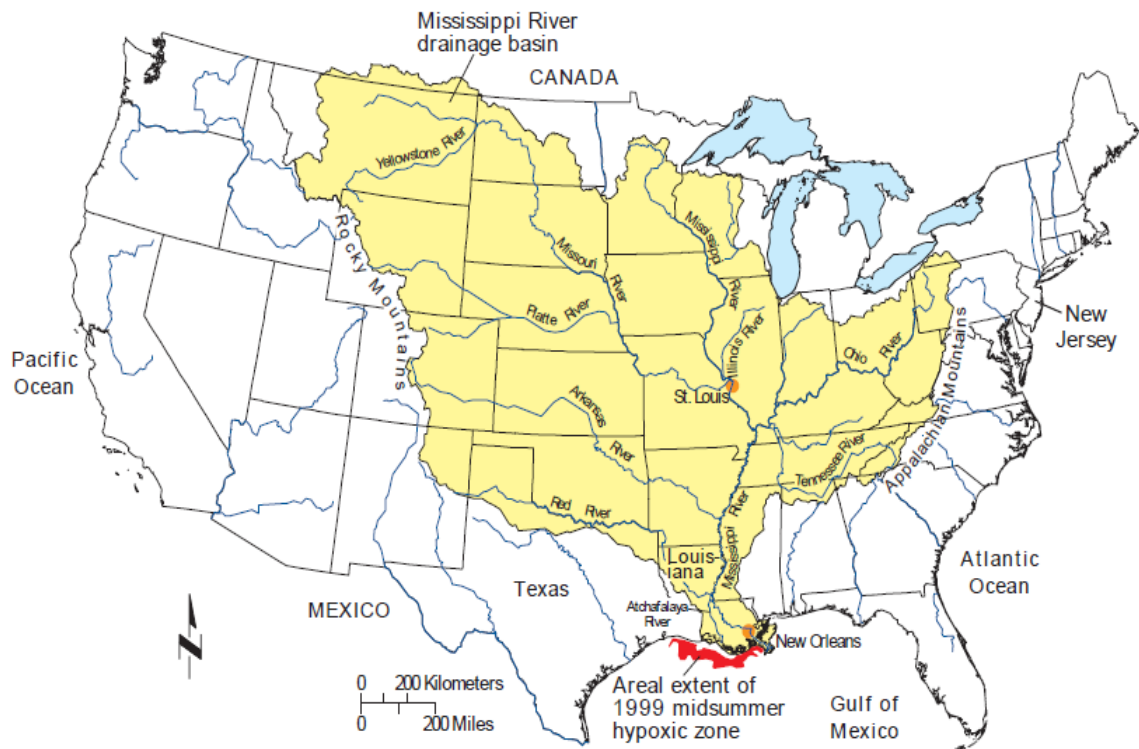 Mississippi River
drainage basin
CANADA
Yellowstone River
Rocky Mountains
Missouri River
Mississippi River
Platte River
Illinois River
Ohio River
New
Jersey
Pacific
Ocean
St. Louis
Appalachian Mountains
Arkansas River
Tennessee River
Red River
Mississippi River
Louis-
iana
Atlantic
Ocean
Texas
MEXICO
Atchafalaya
River
New Orleans
N
0 200 Kilometers
0 200 Miles
Areal extent of
1999 midsummer
hypoxic zone
Gulf of
Mexico